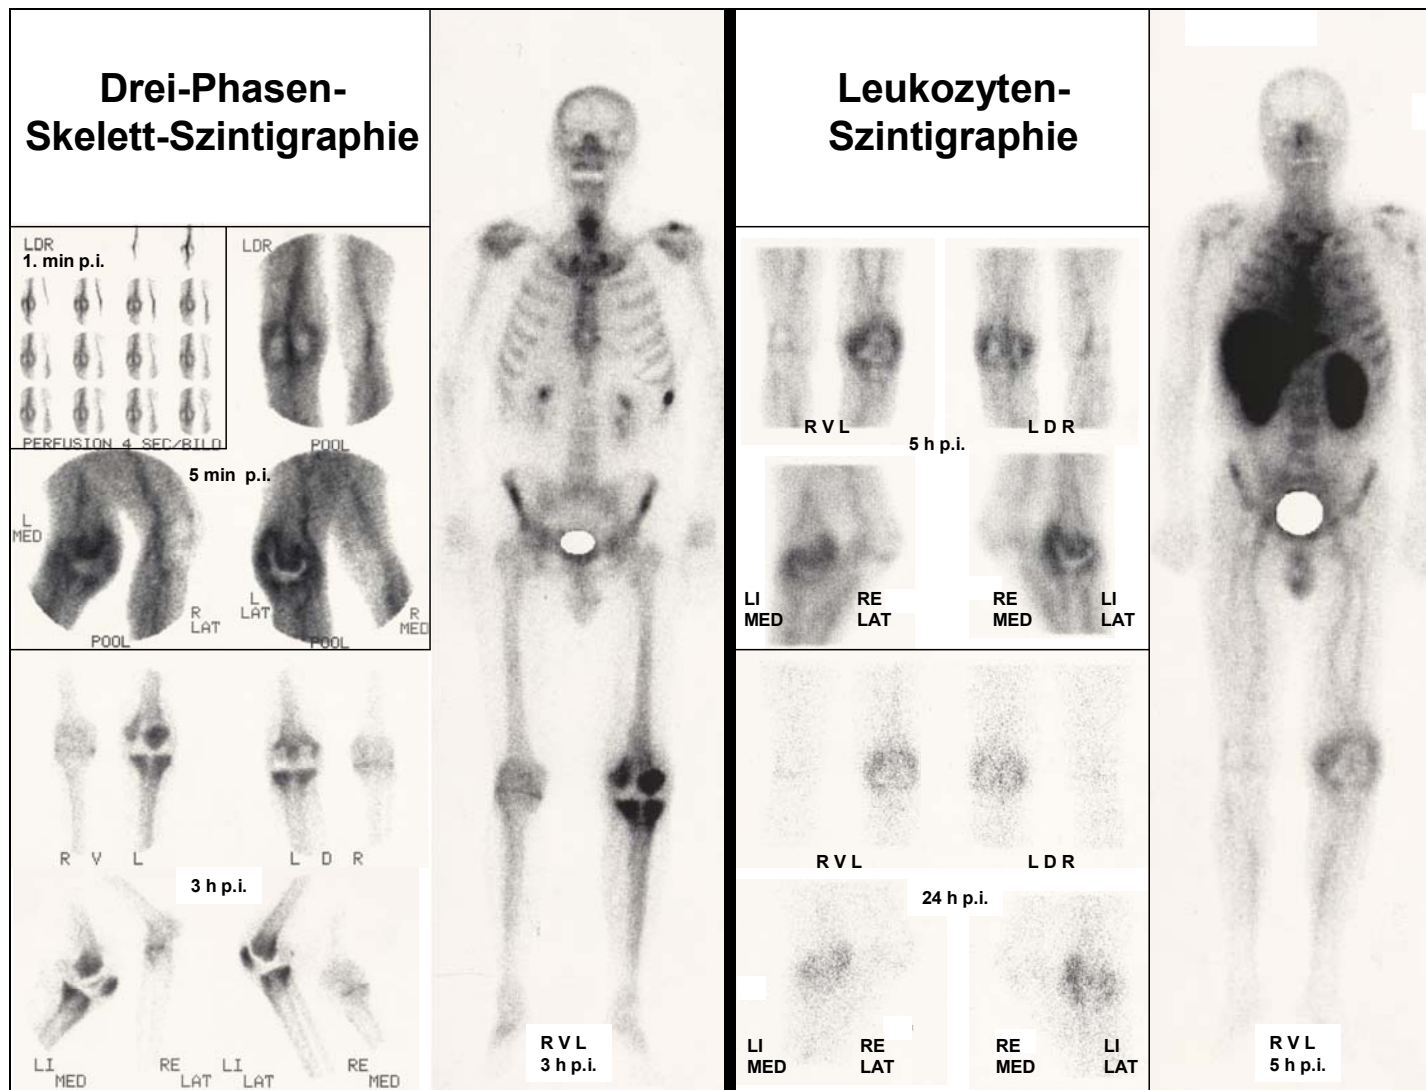 Drei-Phasen-
Skelett-Szintigraphie
LDR
1. min p.i.
PERFUSION 4 SEC/BILD
LDR
POOL
5 min p.i.
L
MED
R
LAT
POOL
L
LAT
R
MED
POOL
R V L
L D R
3 h p.i.
LI
MED
RE
LAT
LI
LAT
RE
MED
R V L
3 h p.i.
Leukozyten-
Szintigraphie
R V L
L D R
5 h p.i.
LI
MED
RE
LAT
RE
MED
LI
LAT
R V L
L D R
24 h p.i.
LI
MED
RE
LAT
RE
MED
LI
LAT
R V L
5 h p.i.